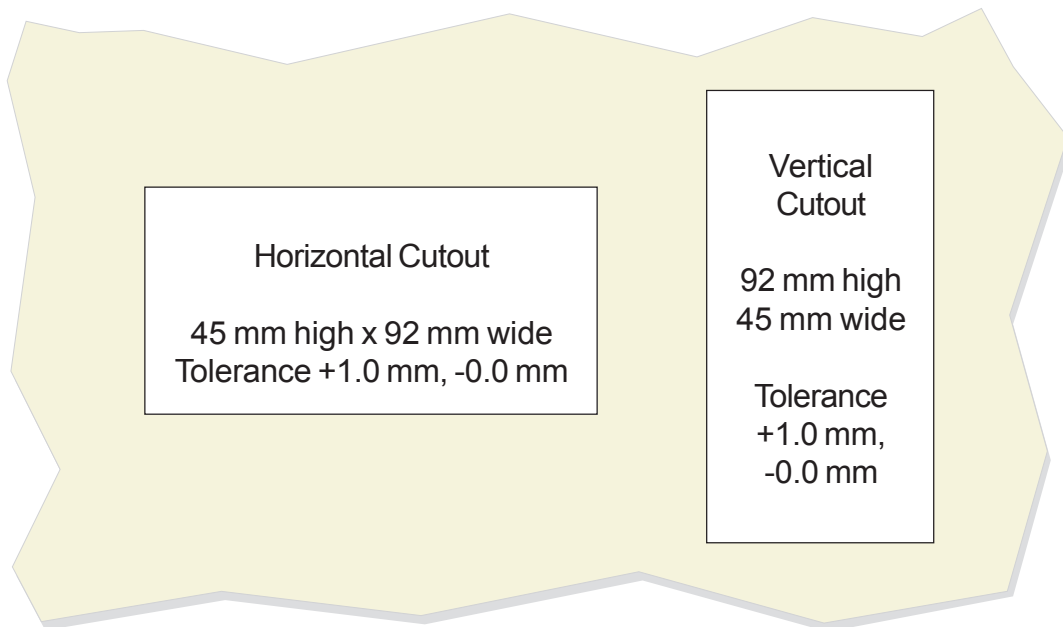 Horizontal Cutout
45 mm high x 92 mm wide
Tolerance +1.0 mm, -0.0 mm
Vertical
Cutout
92 mm high
45 mm wide
Tolerance
+1.0 mm,
-0.0 mm